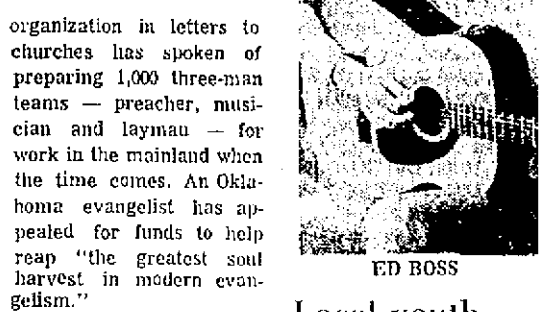 organization in letters to
churches has spoken of
preparing 1,000 three-man
teams — preacher, musi-
cian and layman — for
work in the mainland when
the time comes. An Okla-
homa evangelist has ap-
pealed for funds to help
reap "the greatest soul
harvest in modern evan-
gelism."
ED BOSS
Local youth